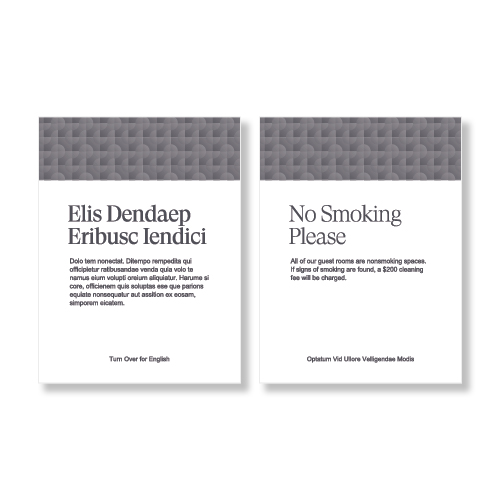 Elis Dendaep
Eribusc Iendici
Dolo tem nonectat. Ditempo rempedita qui
officipietur ratibusandae venda quia volo te
namus eium volupti oreium aliquiatur. Harume si
core, officienem quis soluptas ese que parions
equiate nonsequatur aut assition ex eosam,
simporem eicatem.
Turn Over for English
No Smoking
Please
All of our guest rooms are nonsmoking spaces.
If signs of smoking are found, a $200 cleaning
fee will be charged.
Optatum Vid Ullore Velligendae Modis